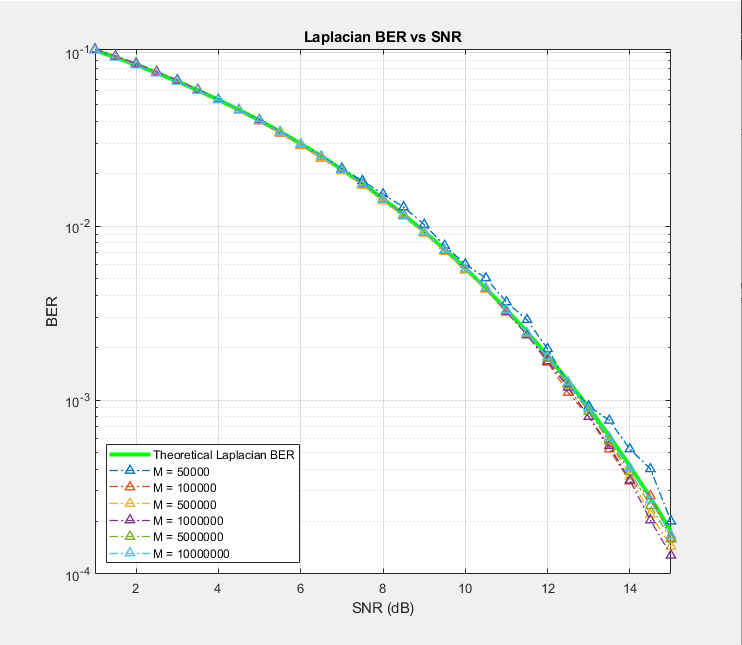 Laplacian BER vs SNR
10-1
10-2
10-3
10-4
BER
Theoretical Laplacian BER
M = 50000
M = 100000
M = 500000
M = 1000000
M = 5000000
M = 10000000
2 4 6 8 10 12 14
SNR (dB)